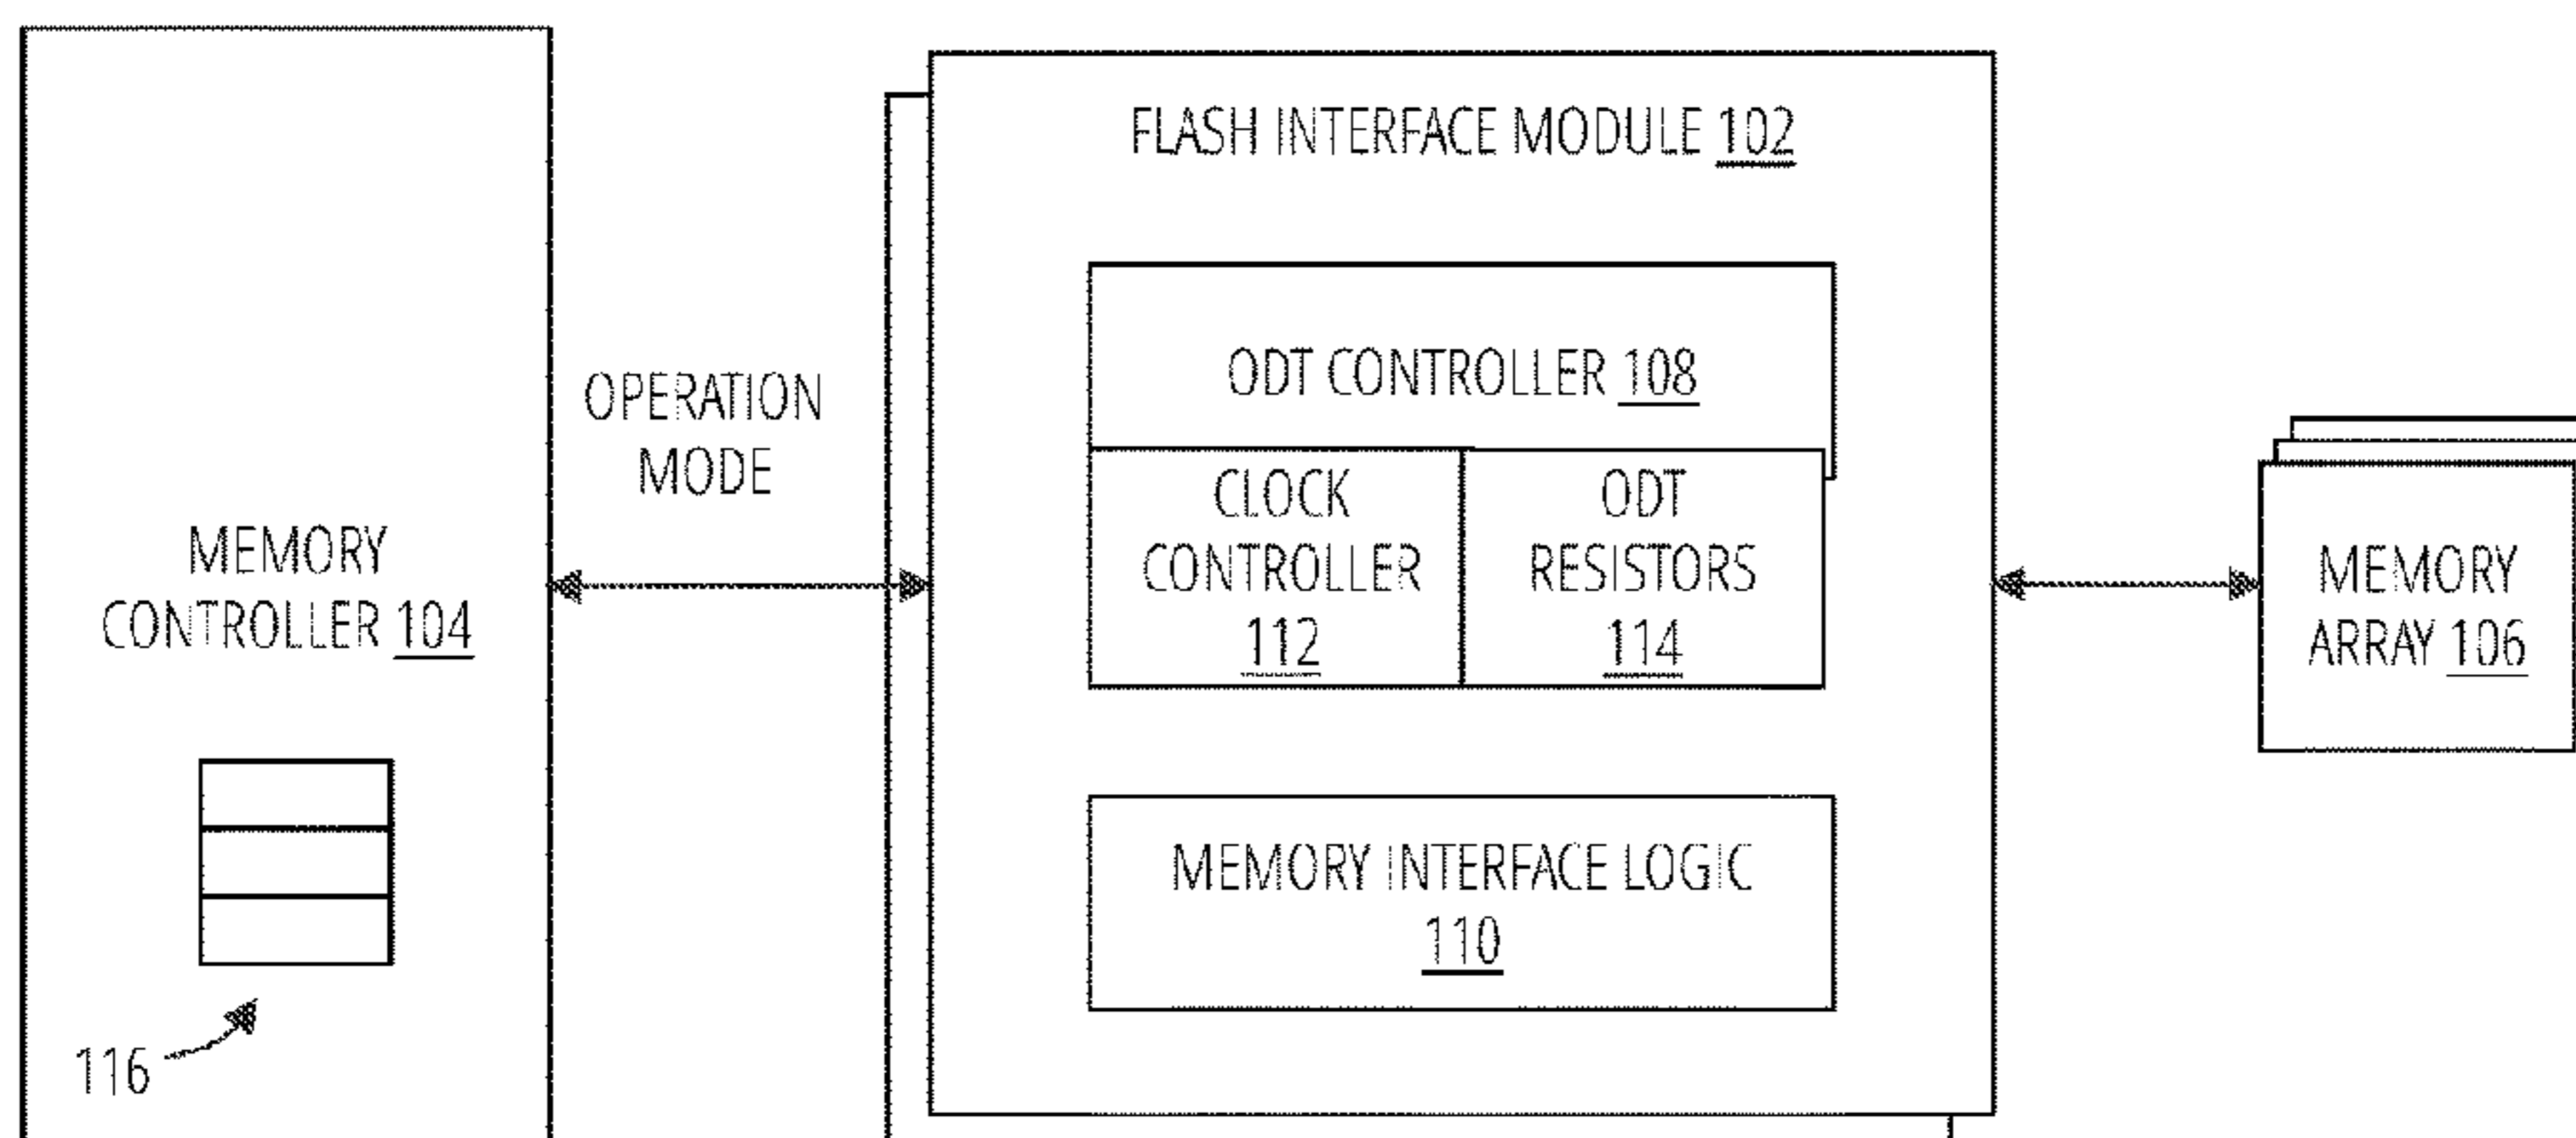 FLASH INTERFACE MODULE 102
ODT CONTROLLER 108
OPERATION
MODE
CLOCK
CONTROLLER
112
ODT
RESISTORS
114
MEMORY
CONTROLLER 104
MEMORY
ARRAY 106
MEMORY INTERFACE LOGIC
110
116